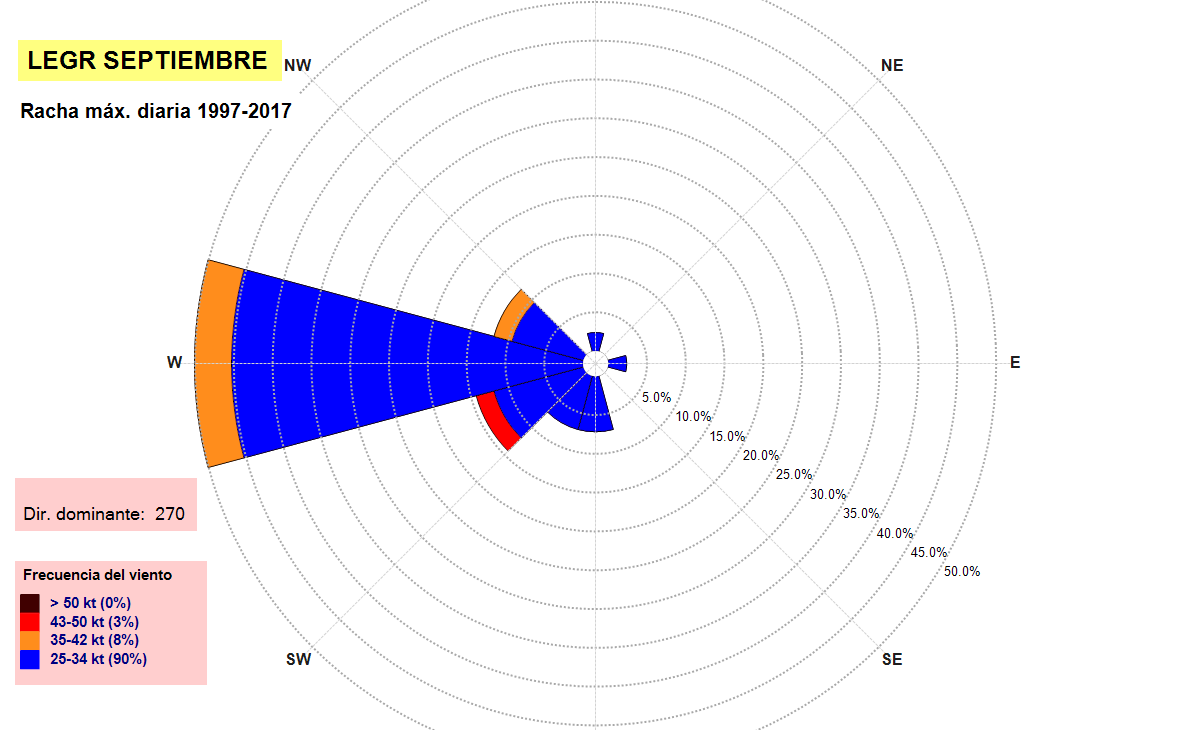 LEGR SEPTIEMBRE
NW
NE
Racha máx. diaria 1997-2017
W
E
5.0%
10.0%
15.0%
20.0%
25.0%
30.0%
35.0%
40.0%
45.0%
50.0%
Dir. dominante: 270
Frecuencia del viento
> 50 kt (0%)
43-50 kt (3%)
35-42 kt (8%)
25-34 kt (90%)
SW
SE